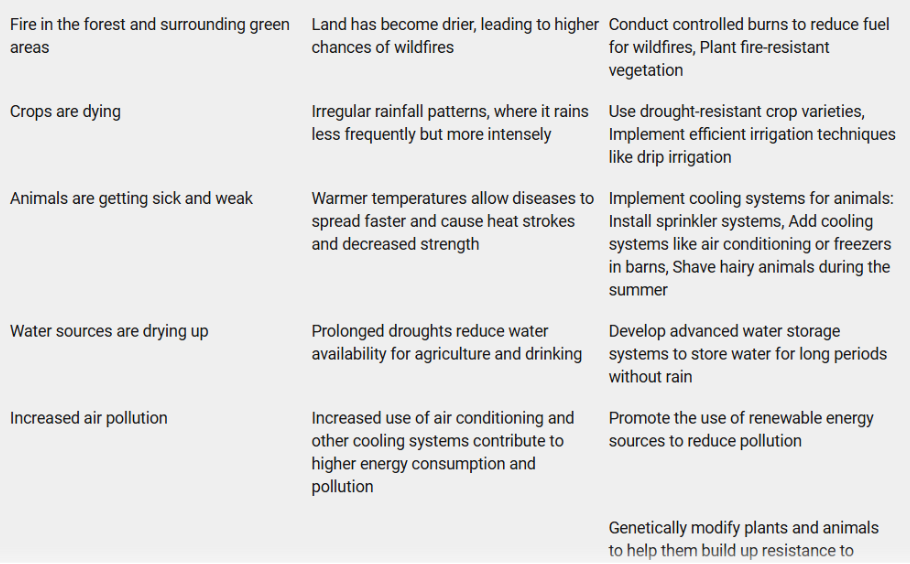 Fire in the forest and surrounding green
areas
Land has become drier, leading to higher
chances of wildfires
Conduct controlled burns to reduce fuel
for wildfires, Plant fire-resistant
vegetation
Crops are dying
Irregular rainfall patterns, where it rains
less frequently but more intensely
Use drought-resistant crop varieties,
Implement efficient irrigation techniques
like drip irrigation
Animals are getting sick and weak
Warmer temperatures allow diseases to
spread faster and cause heat strokes
and decreased strength
Implement cooling systems for animals:
Install sprinkler systems, Add cooling
systems like air conditioning or freezers
in barns, Shave hairy animals during the
summer
Water sources are drying up
Prolonged droughts reduce water
availability for agriculture and drinking
Develop advanced water storage
systems to store water for long periods
without rain
Increased air pollution
Increased use of air conditioning and
other cooling systems contribute to
higher energy consumption and
pollution
Promote the use of renewable energy
sources to reduce pollution
Genetically modify plants and animals
to help them build up resistance to